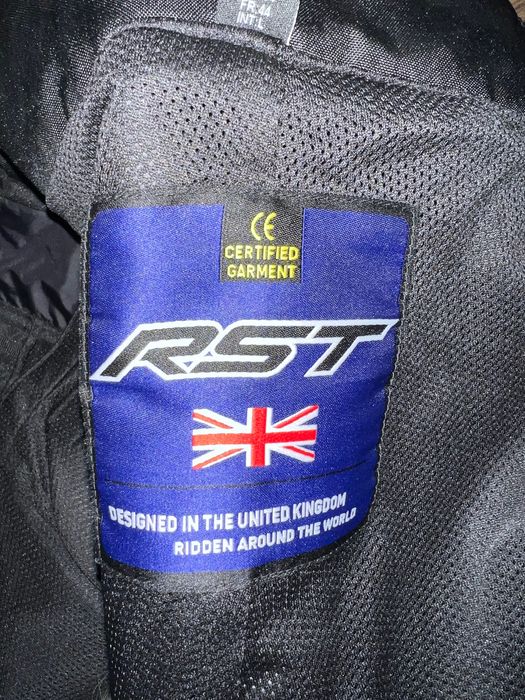 FR:44
INT:L
CE
CERTIFIED
GARMENT
RST
DESIGNED IN THE UNITED KINGDOM
RIDDEN AROUND THE WORLD